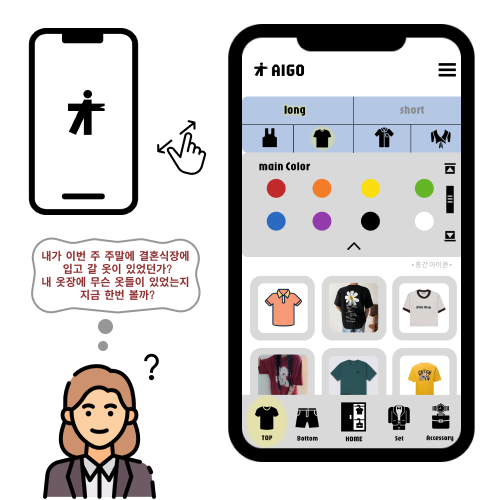 AIGO
long short
main Color
• 중간 아이콘 •
내가 이번 주 주말에 결혼식장에
입고 갈 옷이 있었던가?
내 옷장에 무슨 옷들이 있었는지
지금 한번 볼까?
?
TOP Bottom HOME Set Accessory